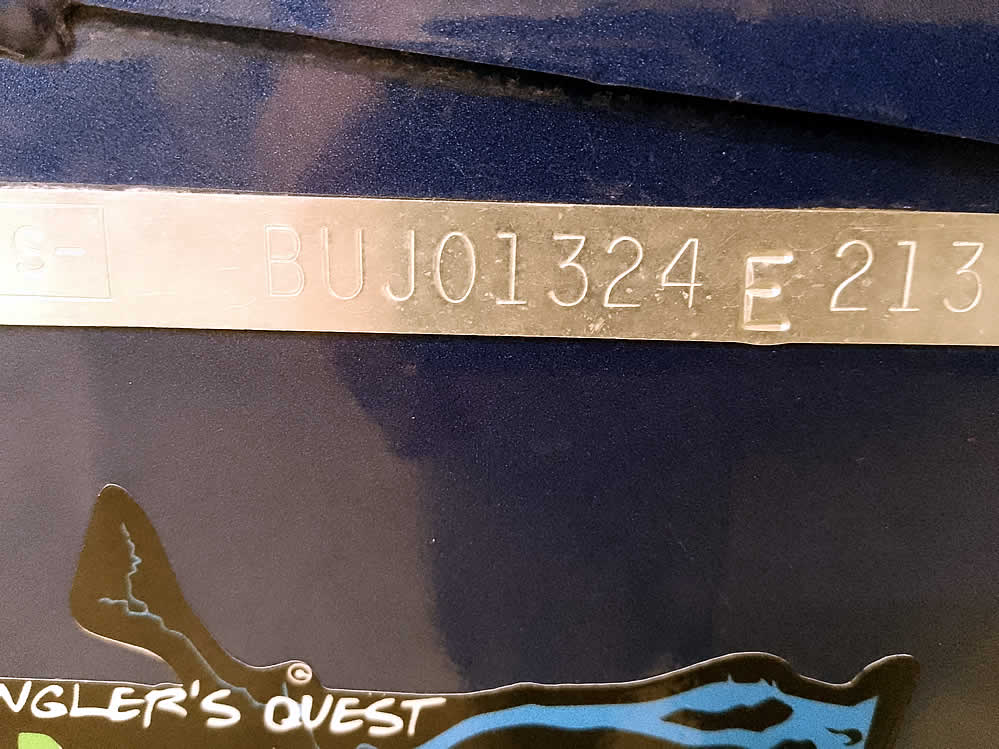 S- BUJ01324 E 213
©
NGLER'S QUEST